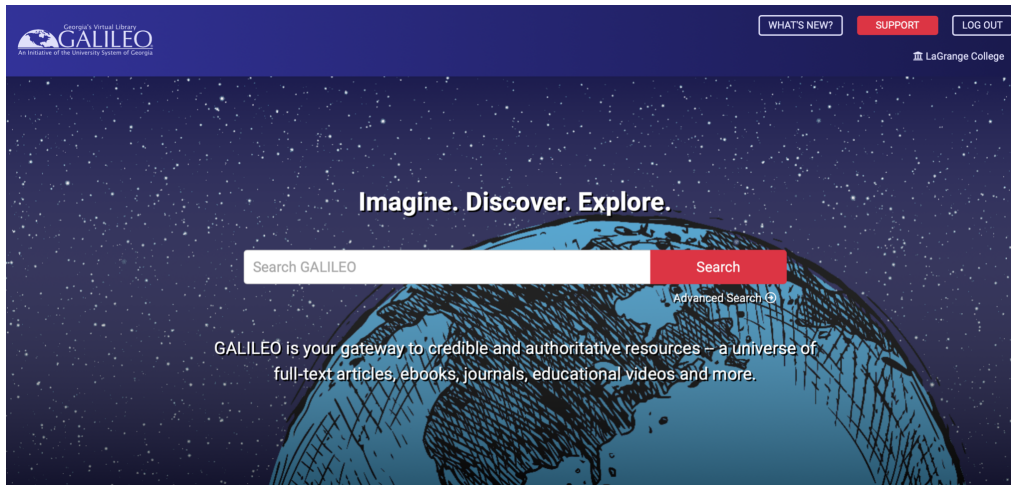 Georgia's Virtual Library
GALILEO
An Initiative of the University System of Georgia
WHAT'S NEW?
SUPPORT
LOG OUT
LaGrange College
Imagine. Discover. Explore.
Search GALILEO
Search
Advanced Search
GALILEO is your gateway to credible and authoritative resources – a universe of
full-text articles, ebooks, journals, educational videos and more.